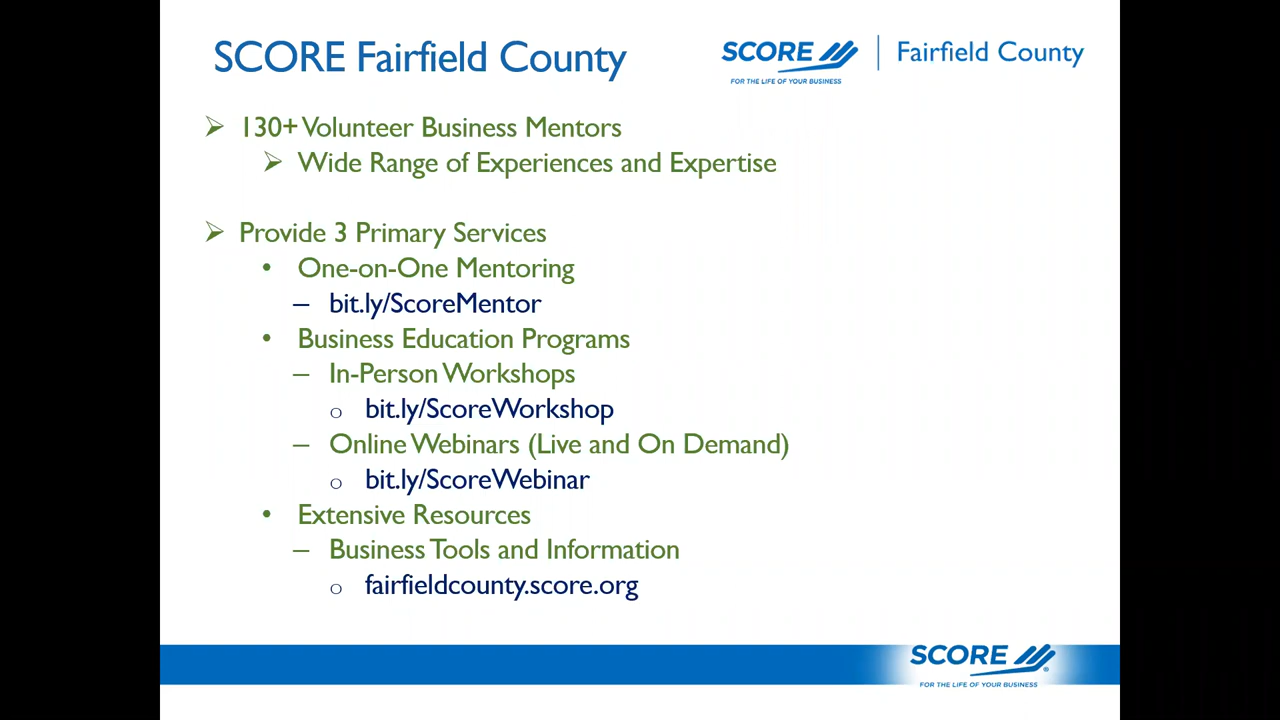 SCORE Fairfield County
SCORE | Fairfield County
FOR THE LIFE OF YOUR BUSINESS
➢ 130+ Volunteer Business Mentors
➢ Wide Range of Experiences and Expertise
➢ Provide 3 Primary Services
• One-on-One Mentoring
– bit.ly/ScoreMentor
• Business Education Programs
– In-Person Workshops
o bit.ly/ScoreWorkshop
– Online Webinars (Live and On Demand)
o bit.ly/ScoreWebinar
• Extensive Resources
– Business Tools and Information
o fairfieldcounty.score.org
SCORE®
FOR THE LIFE OF YOUR BUSINESS